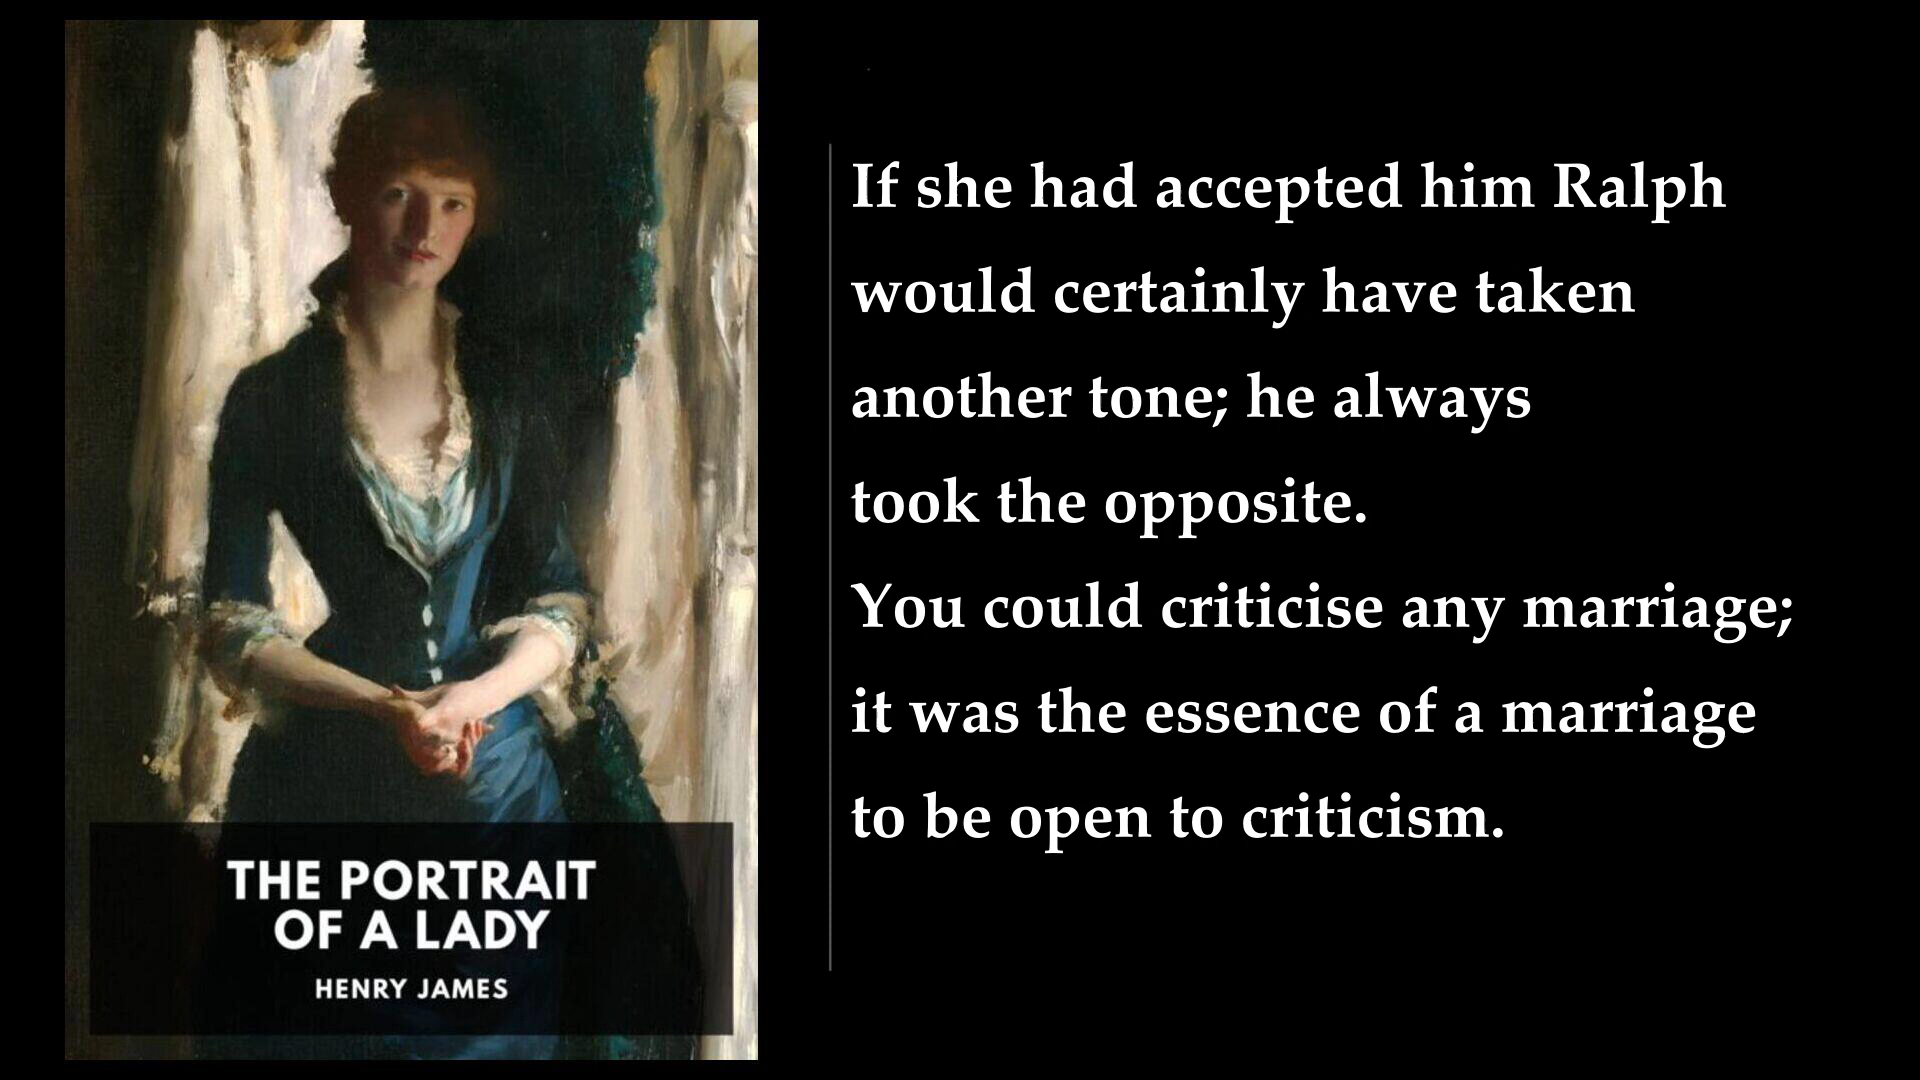 THE PORTRAIT
OF A LADY
HENRY JAMES
If she had accepted him Ralph
would certainly have taken
another tone; he always
took the opposite.
You could criticise any marriage;
it was the essence of a marriage
to be open to criticism.